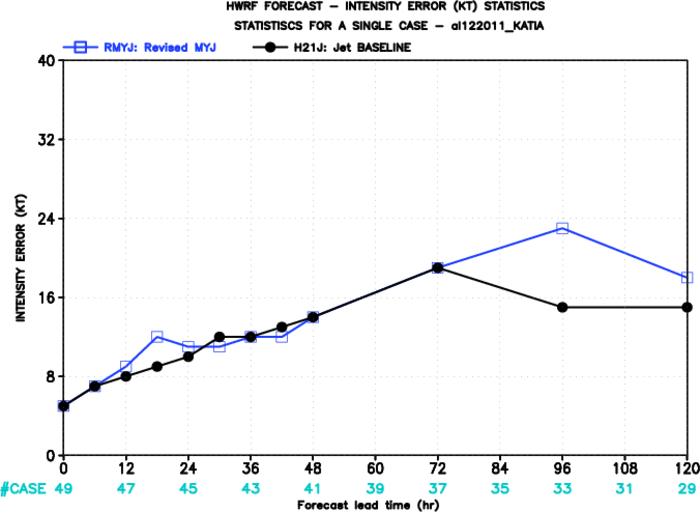 HWRF FORECAST – INTENSITY ERROR (KT) STATISTICS
STATISTISCS FOR A SINGLE CASE – al122011_KATIA
RMYJ: Revised MYJ H21J: Jet BASELINE
40
32
24
16
8
0
INTENSITY ERROR (KT)
0 12 24 36 48 60 72 84 96 108 120
#CASE 49 47 45 43 41 39 37 35 33 31 29
Forecast lead time (hr)